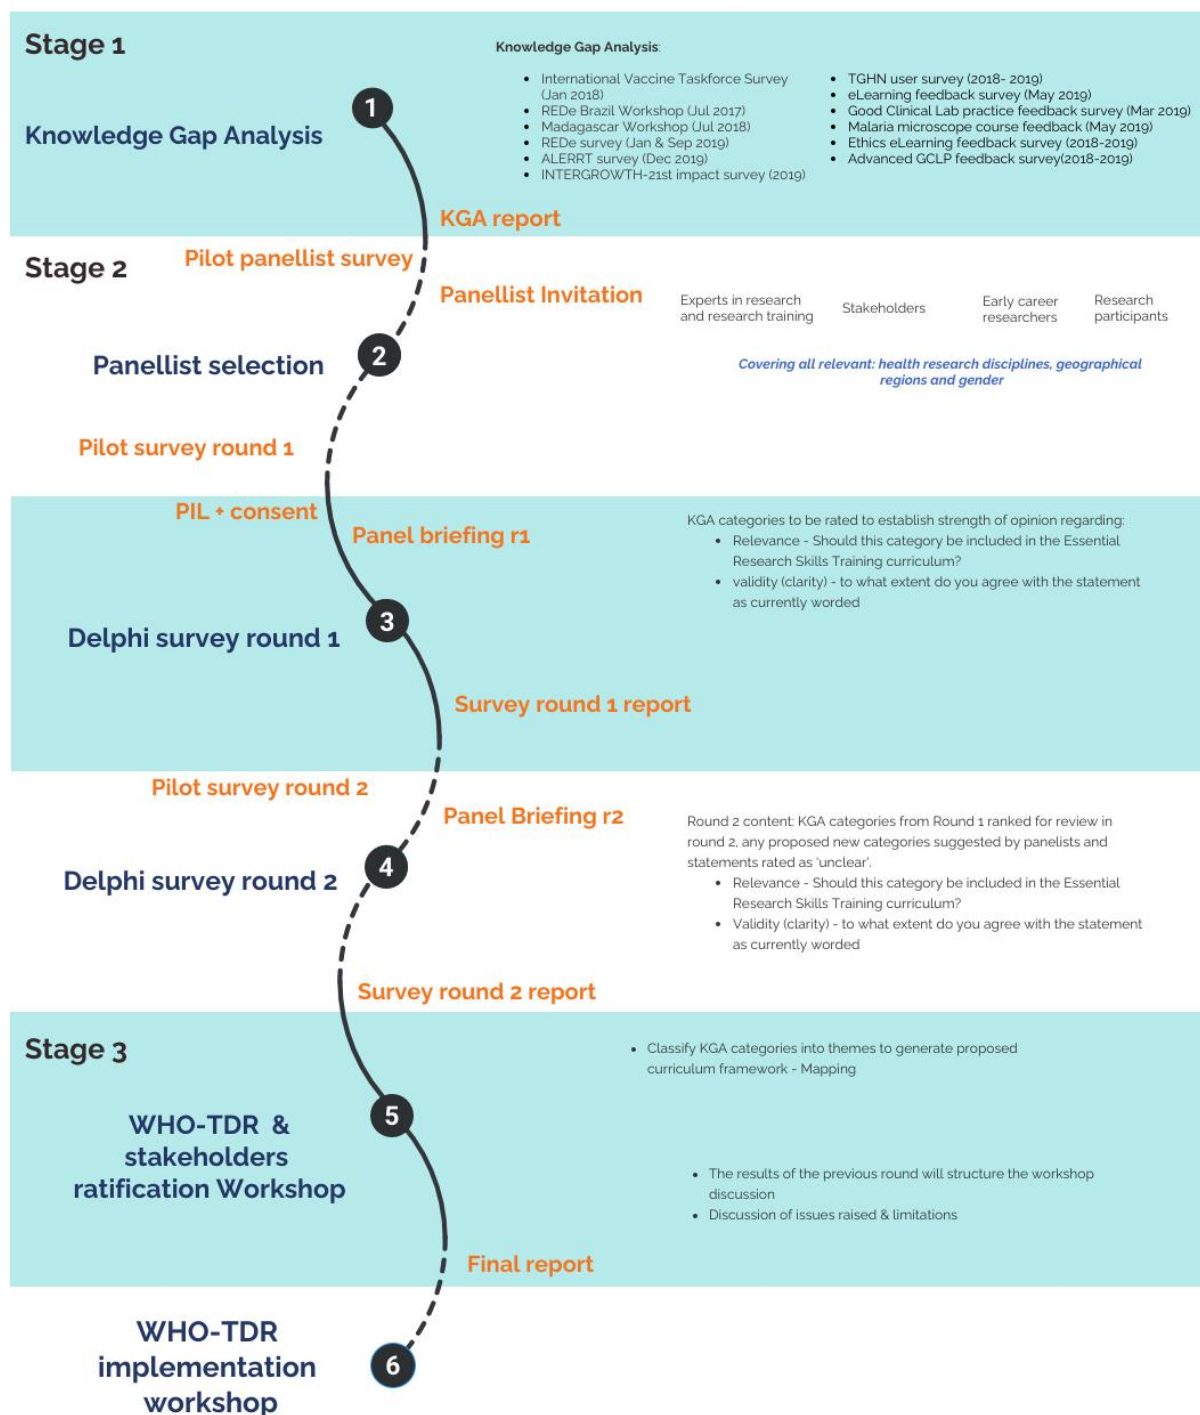 Stage 1
Knowledge Gap Analysis:
International Vaccine Taskforce Survey
(Jan 2018)
REDe Brazil Workshop (Jul 2017)
Madagascar Workshop (Jul 2018)
REDe survey (Jan & Sep 2019)
ALERRT survey (Dec 2019)
INTERGROWTH-21st impact survey (2019)
TGHN user survey (2018- 2019)
eLearning feedback survey (May 2019)
Good Clinical Lab practice feedback survey (Mar 2019)
Malaria microscope course feedback (May 2019)
Ethics eLearning feedback survey (2018-2019)
Advanced GCLP feedback survey(2018-2019)
1
Knowledge Gap Analysis
KGA report
Stage 2
Pilot panellist survey
Panellist Invitation
Experts in research
and research training
Stakeholders
Early career
researchers
Research
participants
2
Panellist selection
Covering all relevant: health research disciplines, geographical
regions and gender
Pilot survey round 1
PIL + consent
Panel briefing r1
KGA categories to be rated to establish strength of opinion regarding:
Relevance - Should this category be included in the Essential
Research Skills Training curriculum?
validity (clarity) - to what extent do you agree with the statement
as currently worded
3
Delphi survey round 1
Survey round 1 report
Pilot survey round 2
Panel Briefing r2
Round 2 content: KGA categories from Round 1 ranked for review in
round 2, any proposed new categories suggested by panelists and
statements rated as 'unclear'.
Relevance - Should this category be included in the Essential
Research Skills Training curriculum?
Validity (clarity) - to what extent do you agree with the statement
as currently worded
4
Delphi survey round 2
Survey round 2 report
Stage 3
Classify KGA categories into themes to generate proposed
curriculum framework - Mapping
5
WHO-TDR &
stakeholders
ratification Workshop
The results of the previous round will structure the workshop
discussion
Discussion of issues raised & limitations
Final report
WHO-TDR
implementation
workshop
6